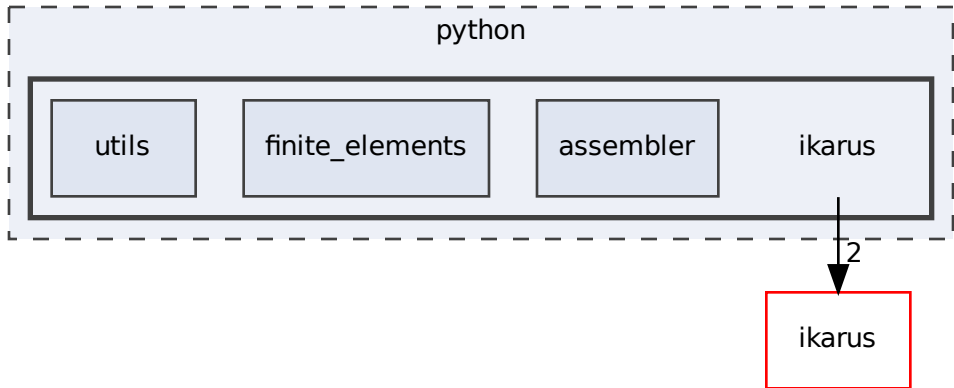 python
utils
finite_elements
assembler
ikarus
2
ikarus